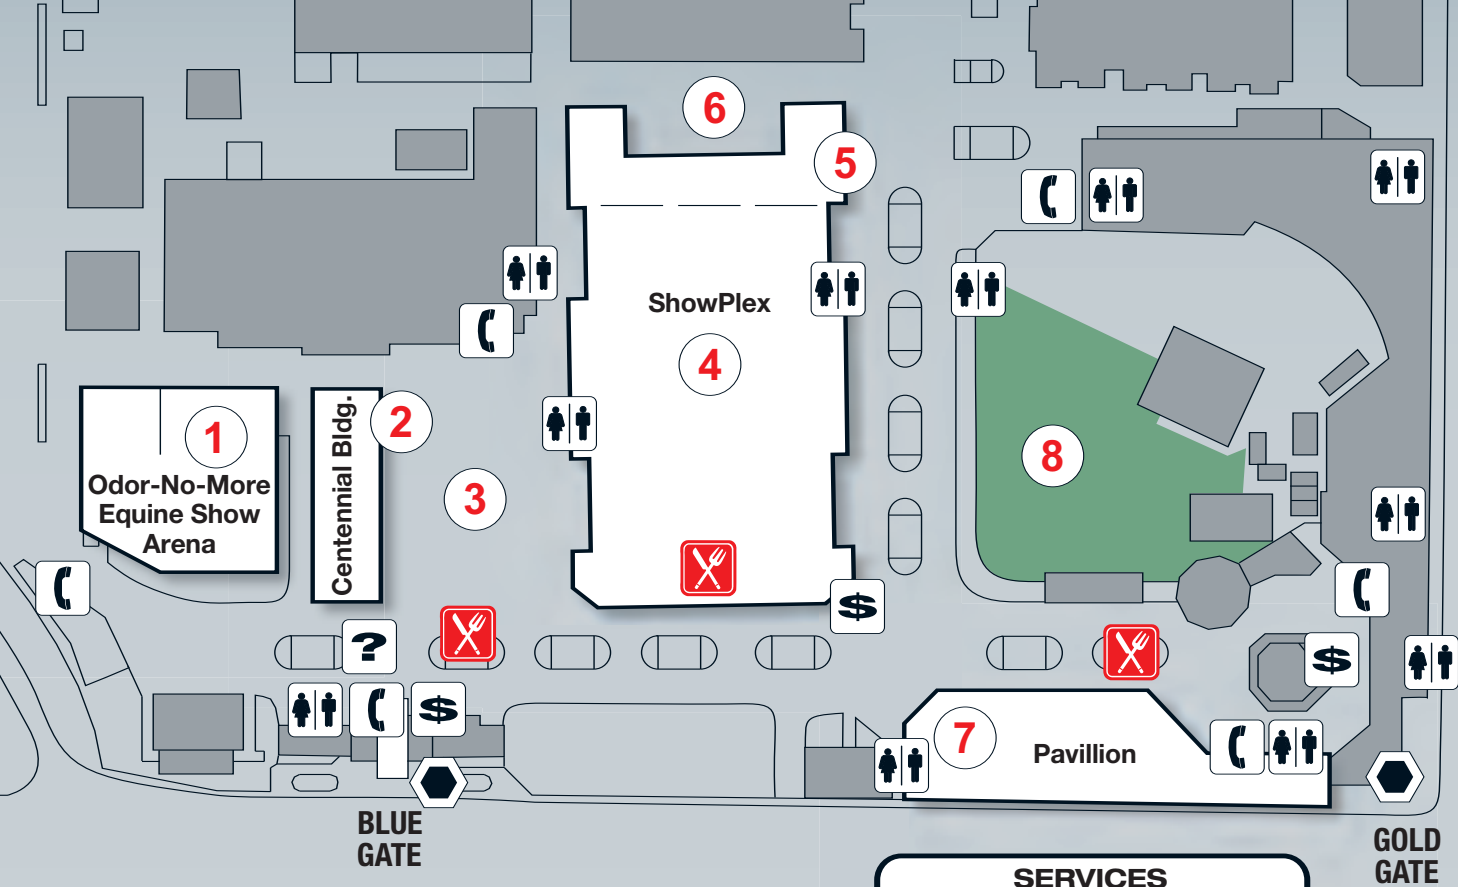 6
5
ShowPlex
4
1
Odor-No-More
Equine Show
Arena
2
Centennial Bldg.
3
8
$
?
$
$
7
Pavillion
BLUE
GATE
GOLD
GATE
SERVICES